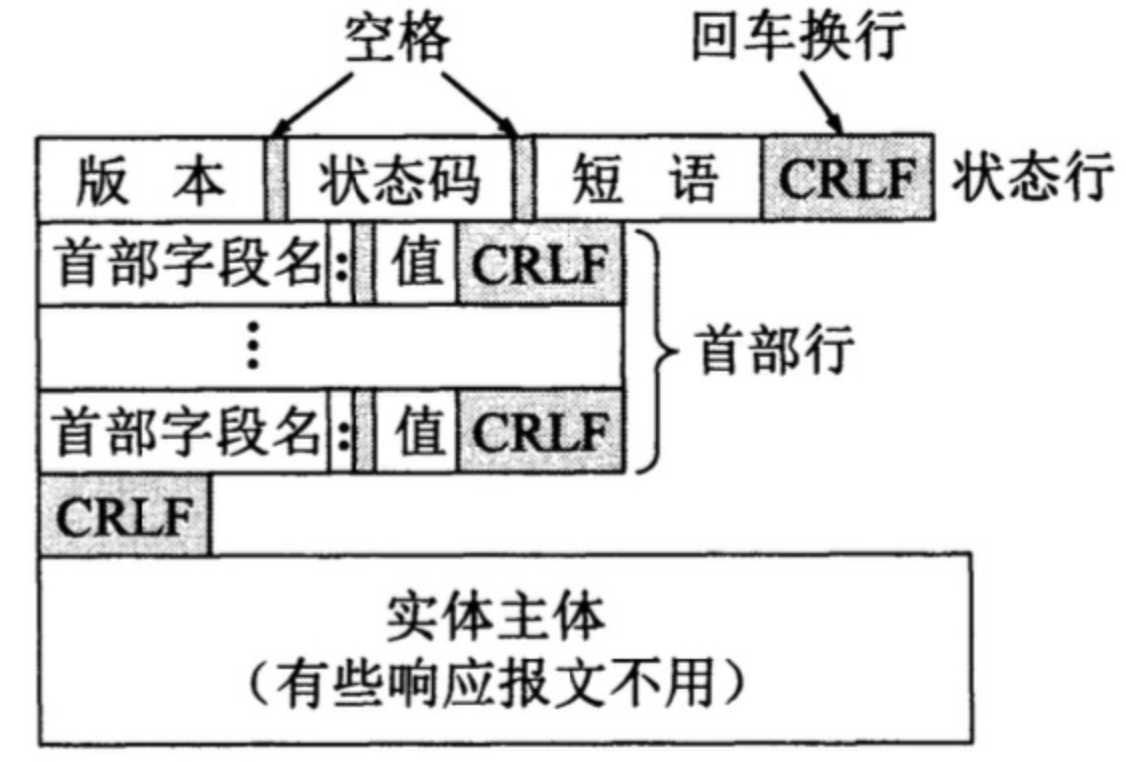 空格 回车换行
版 本 状态码 短 语 CRLF 状态行
首部字段名: 值 CRLF
⋮ 首部行
首部字段名: 值 CRLF
CRLF
实体主体
（有些响应报文不用）